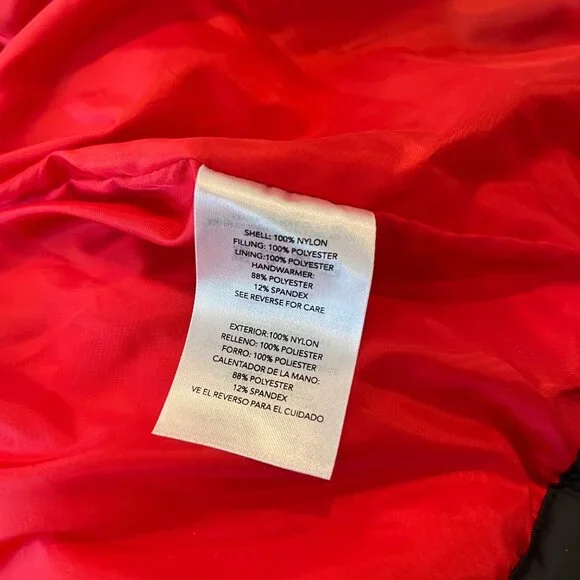 SHELL: 100% NYLON
FILLING: 100% POLYESTER
LINING:100% POLYESTER
HANDWARMER:
88% POLYESTER
12% SPANDEX
SEE REVERSE FOR CARE
EXTERIOR:100% NYLON
RELLENO: 100% POLIESTER
FORRO: 100% POLIESTER
CALENTADOR DE LA MANO:
88% POLYESTER
12% SPANDEX
VE EL REVERSO PARA EL CUIDADO